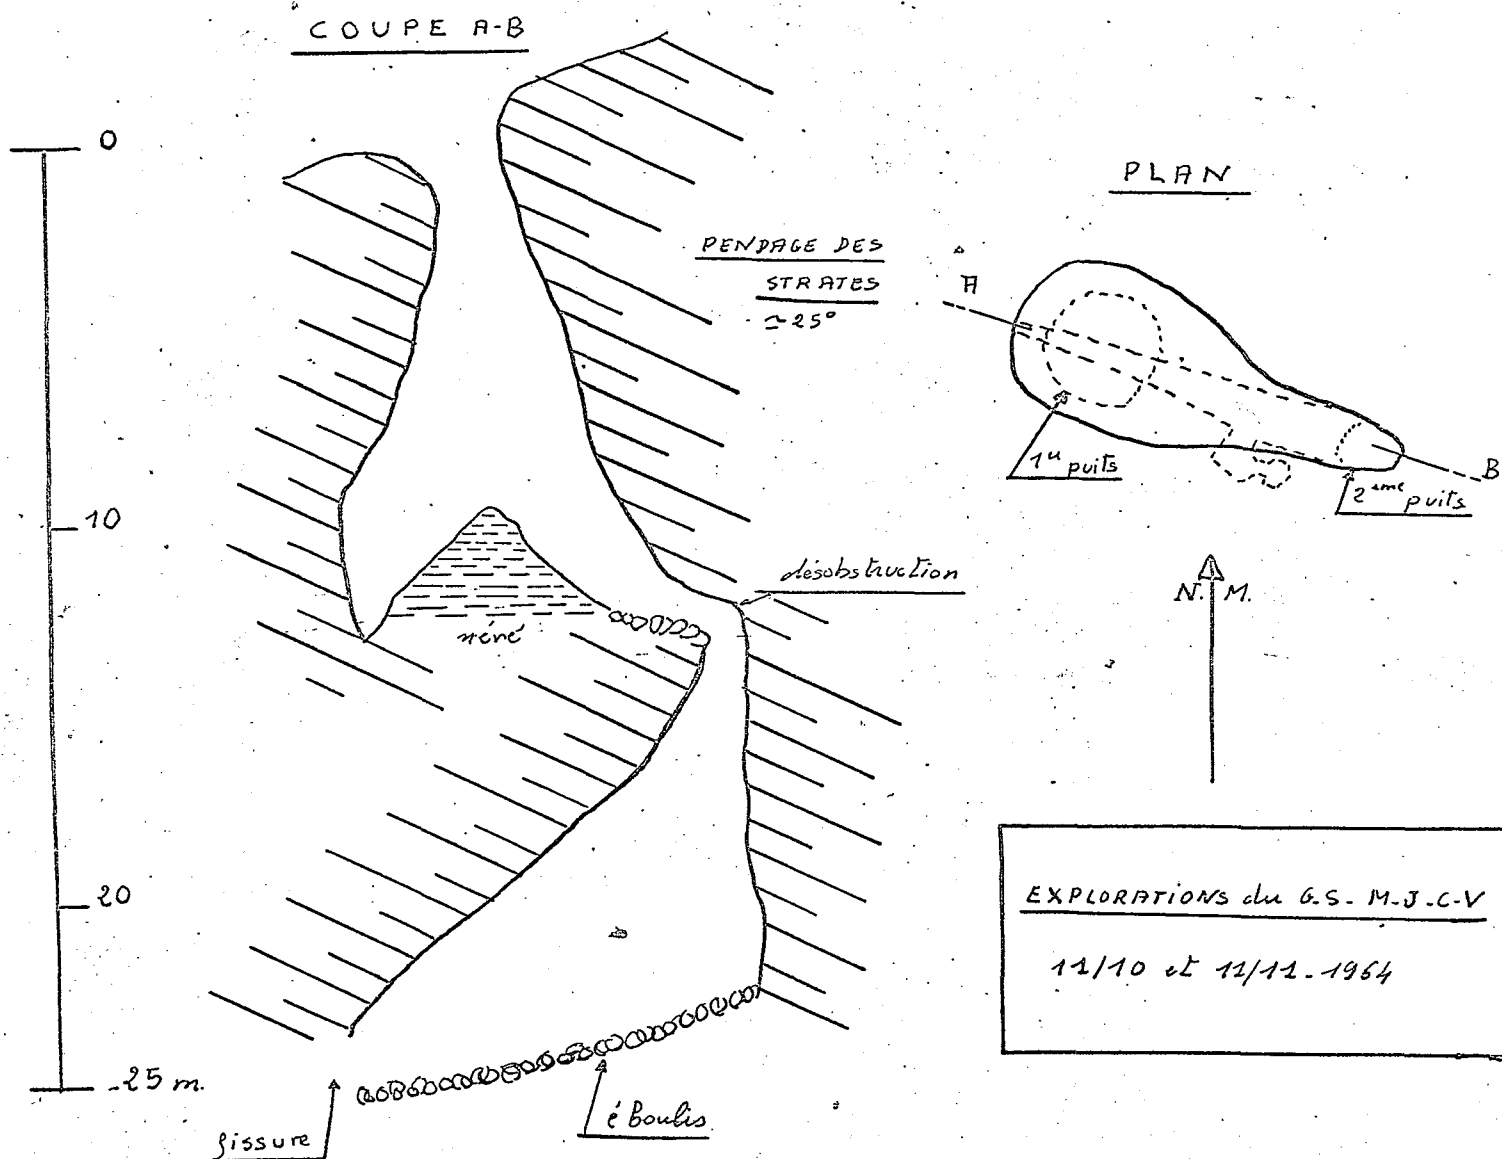 COUPE A-B
0
10
20
-25 m.
PENDAGE DES
STRATES
≃25°
désobstruction
néné
fissure
éboulis
PLAN
A
B
1er puits
2ème puits
N. M.
EXPLORATIONS du G.S- M-J-C-V
11/10 et 11/11-1964